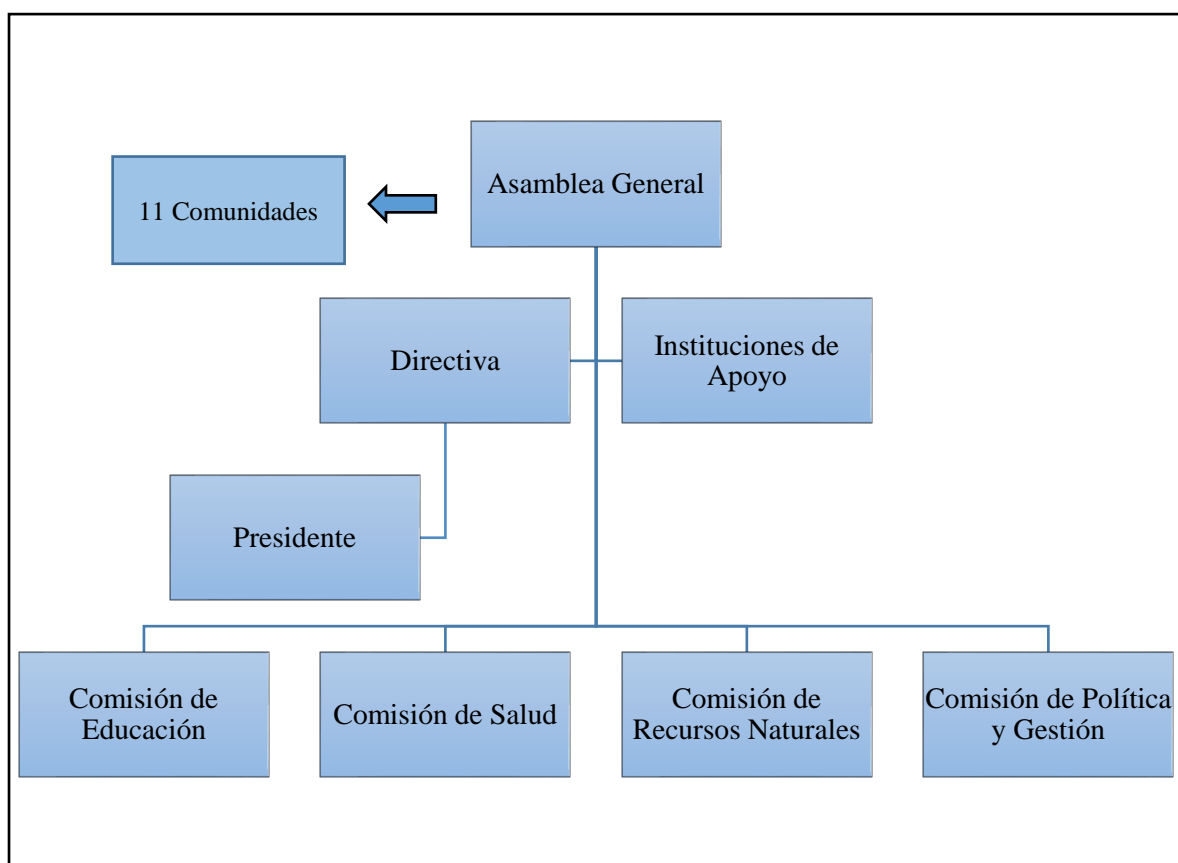 Asamblea General
11 Comunidades
Directiva
Instituciones de
Apoyo
Presidente
Comisión de
Educación
Comisión de Salud
Comisión de
Recursos Naturales
Comisión de Política
y Gestión